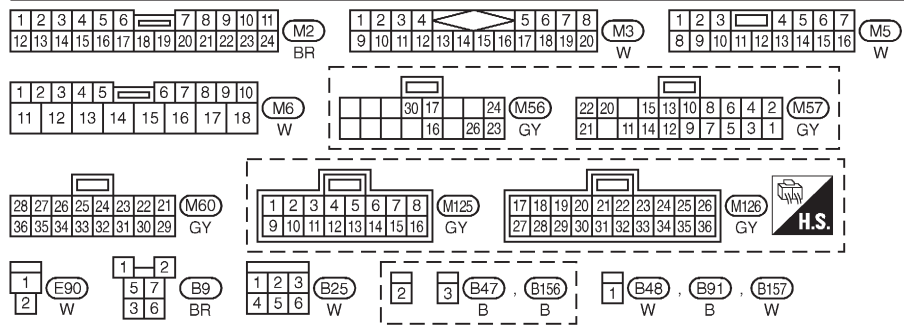 1 2 3 4 5 6 7 8 9 10 11
12 13 14 15 16 17 18 19 20 21 22 23 24
M2
BR
1 2 3 4 5 6 7 8
9 10 11 12 13 14 15 16 17 18 19 20
M3
W
1 2 3 4 5 6 7
8 9 10 11 12 13 14 15 16
M5
W
1 2 3 4 5 6 7 8 9 10
11 12 13 14 15 16 17 18
M6
W
30 17 24
16 26 23
M56
GY
22 20 15 13 10 8 6 4 2
21 11 14 12 9 7 5 3 1
M57
GY
28 27 26 25 24 23 22 21
36 35 34 33 32 31 30 29
M60
GY
1 2 3 4 5 6 7 8
9 10 11 12 13 14 15 16
M125
GY
17 18 19 20 21 22 23 24 25 26
27 28 29 30 31 32 33 34 35 36
M126
GY
H.S.
1
2
E90
W
1 2
5 7
3 6
B9
BR
1 2 3
4 5 6
B25
W
2 3 B47 , B156
B B
1 B48 , B91 , B157
W B W